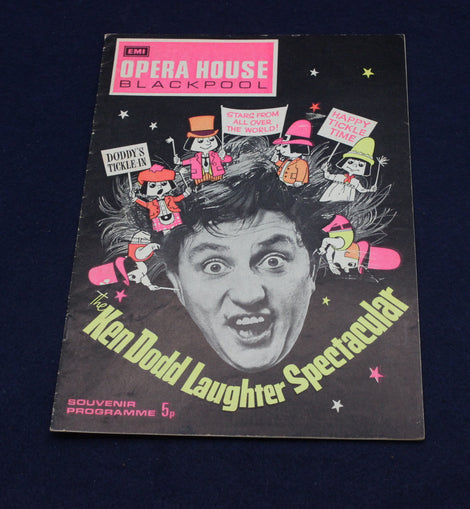 EMI
OPERA HOUSE
BLACKPOOL
STARS FROM
ALL OVER
THE WORLD!
HAPPY
TICKLE
TIME
DODDY'S
TICKLE IN
The Ken Dodd Laughter Spectacular
SOUVENIR
PROGRAMME 5p